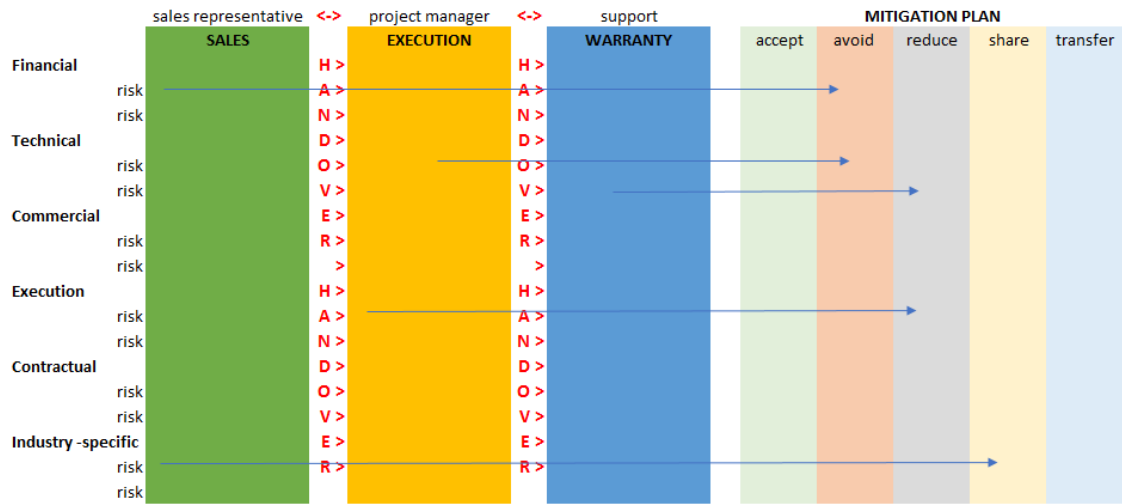 sales representative <-> project manager <-> support MITIGATION PLAN
SALES EXECUTION WARRANTY accept avoid reduce share transfer
Financial H > H >
risk A > A >
risk N > N >
Technical D > D >
risk O > O >
risk V > V >
Commercial E > E >
risk R > R >
risk > >
Execution H > H >
risk A > A >
risk N > N >
Contractual D > D >
risk O > O >
risk V > V >
Industry -specific E > E >
risk R > R >
risk